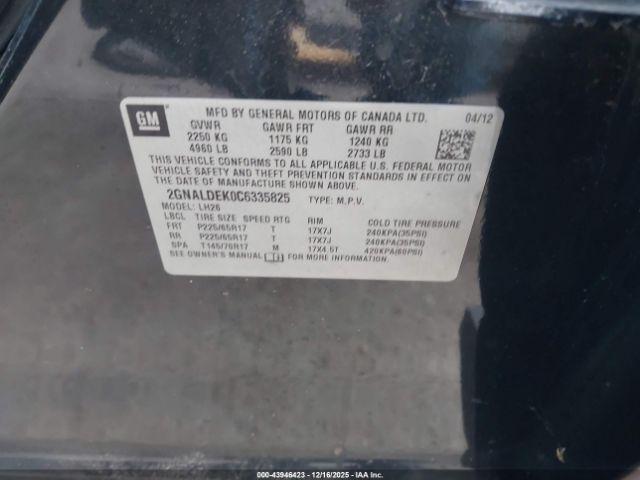 GM
MFD BY GENERAL MOTORS OF CANADA LTD. 04/12
GVWR GAWR FRT GAWR RR
2250 KG 1175 KG 1240 KG
4960 LB 2590 LB 2733 LB
THIS VEHICLE CONFORMS TO ALL APPLICABLE U.S. FEDERAL MOTOR
VEHICLE SAFETY, BUMPER, AND THEFT PREVENTION STANDARDS
IN EFFECT ON THE DATE OF MANUFACTURE SHOWN ABOVE.
2GNALDEK0C6335825 TYPE: M.P.V.
MODEL: LH26
LBCL TIRE SIZE SPEED RTG RIM COLD TIRE PRESSURE
FRT P225/65R17 T 17X7J 240KPA(35PSI)
RR P225/65R17 T 17X7J 240KPA(35PSI)
SPA T145/70R17 M 17X4.5T 420KPA(60PSI)
SEE OWNER'S MANUAL FOR MORE INFORMATION
000-43946423 - 12/16/2025 - IAAI.com